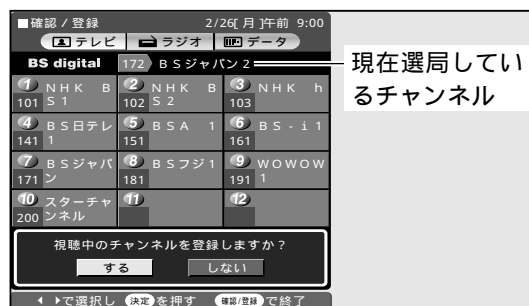 ■確認／登録 2/26[月]午前 9:00
テレビ ラジオ データ
BS digital 172 ＢＳジャパン２
現在選局しているチャンネル
1 101 ＮＨＫ ＢＳ１
2 102 ＮＨＫ ＢＳ２
3 103 ＮＨＫ ｈ
4 141 ＢＳ日テレ１
5 151 ＢＳＡ １
6 161 ＢＳ-ｉ１
7 171 ＢＳジャパン
8 181 ＢＳフジ１
9 191 ＷＯＷＯＷ１
10 200 スターチャンネル
11
12
視聴中のチャンネルを登録しますか？
する しない
で選択し 決定 を押す 確認/登録 で終了